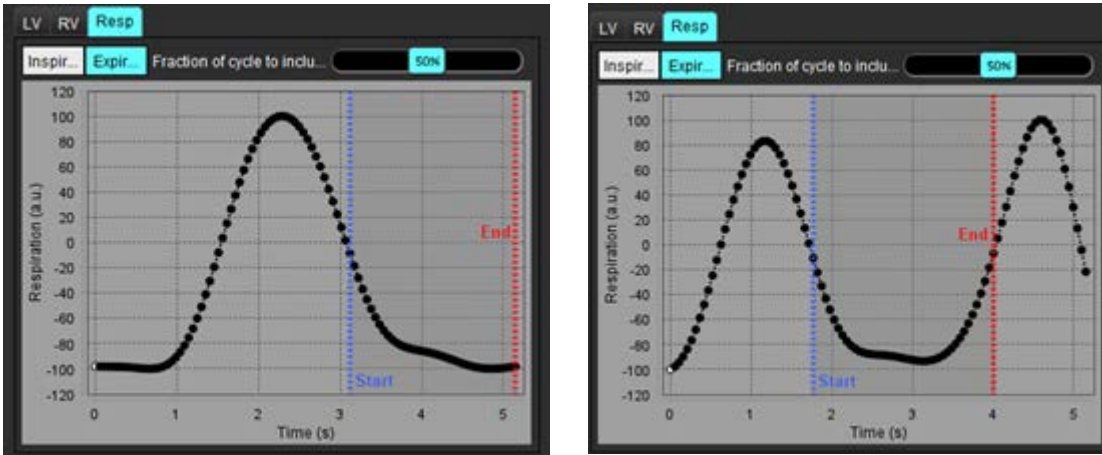 LV RV Resp
Inspir... Expir... Fraction of cycle to inclu... 50%
120
100
80
60
40
20
0
-20
-40
-60
-80
-100
-120
Respiration (a.u.)
End
Start
0 1 2 3 4 5
Time (s)
LV RV Resp
Inspir... Expir... Fraction of cycle to inclu... 50%
120
100
80
60
40
20
0
-20
-40
-60
-80
-100
-120
Respiration (a.u.)
End
Start
0 1 2 3 4 5
Time (s)